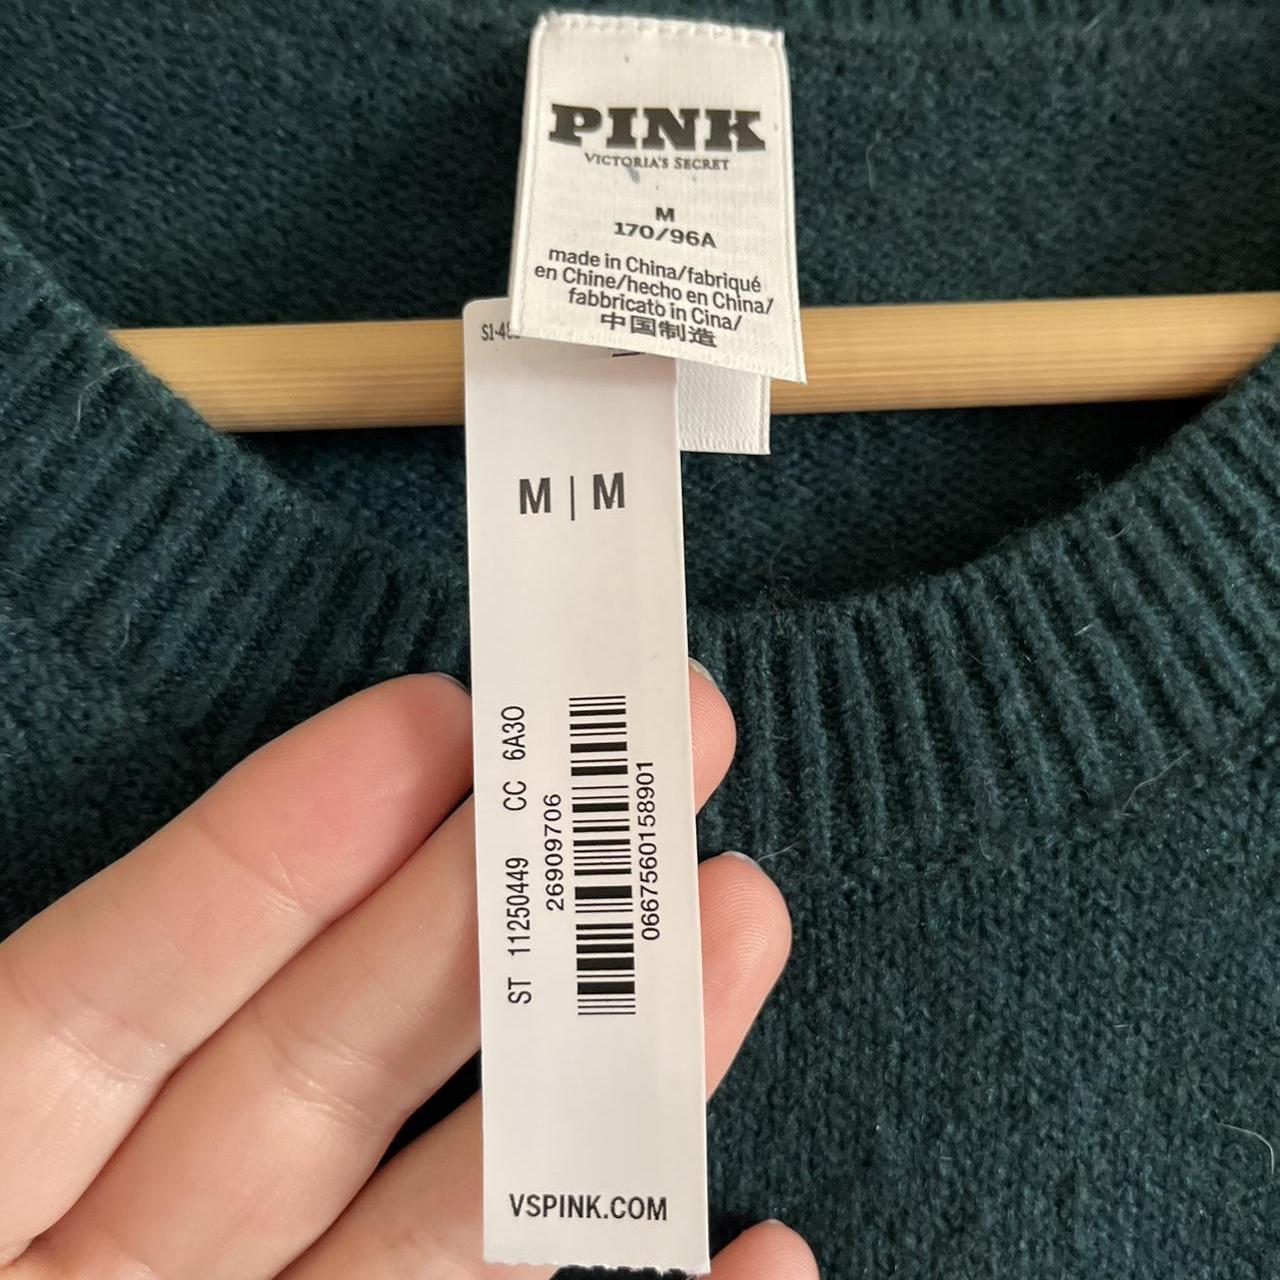 PINK
VICTORIA'S SECRET
M
170/96A
made in China/fabriqué
en Chine/hecho en China/
fabbricato in Cina/
中国制造
M | M
ST 11250449 CC 6A3O
26909706
0667560158901
VSPINK.COM